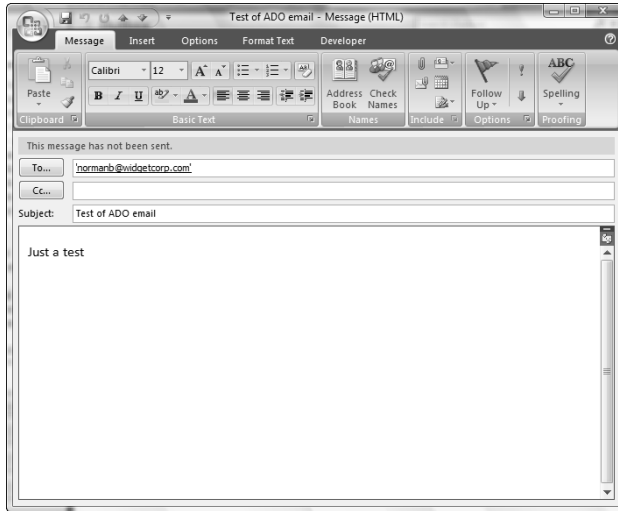 Test of ADO email - Message (HTML)
Message Insert Options Format Text Developer
Calibri 12
Paste
B I U
ab A
Address Check
Book Names
Follow
Up
ABC
Spelling
Clipboard Basic Text Names Include Options Proofing
This message has not been sent.
To... 'normanb@widgetcorp.com'
Cc...
Subject: Test of ADO email
Just a test